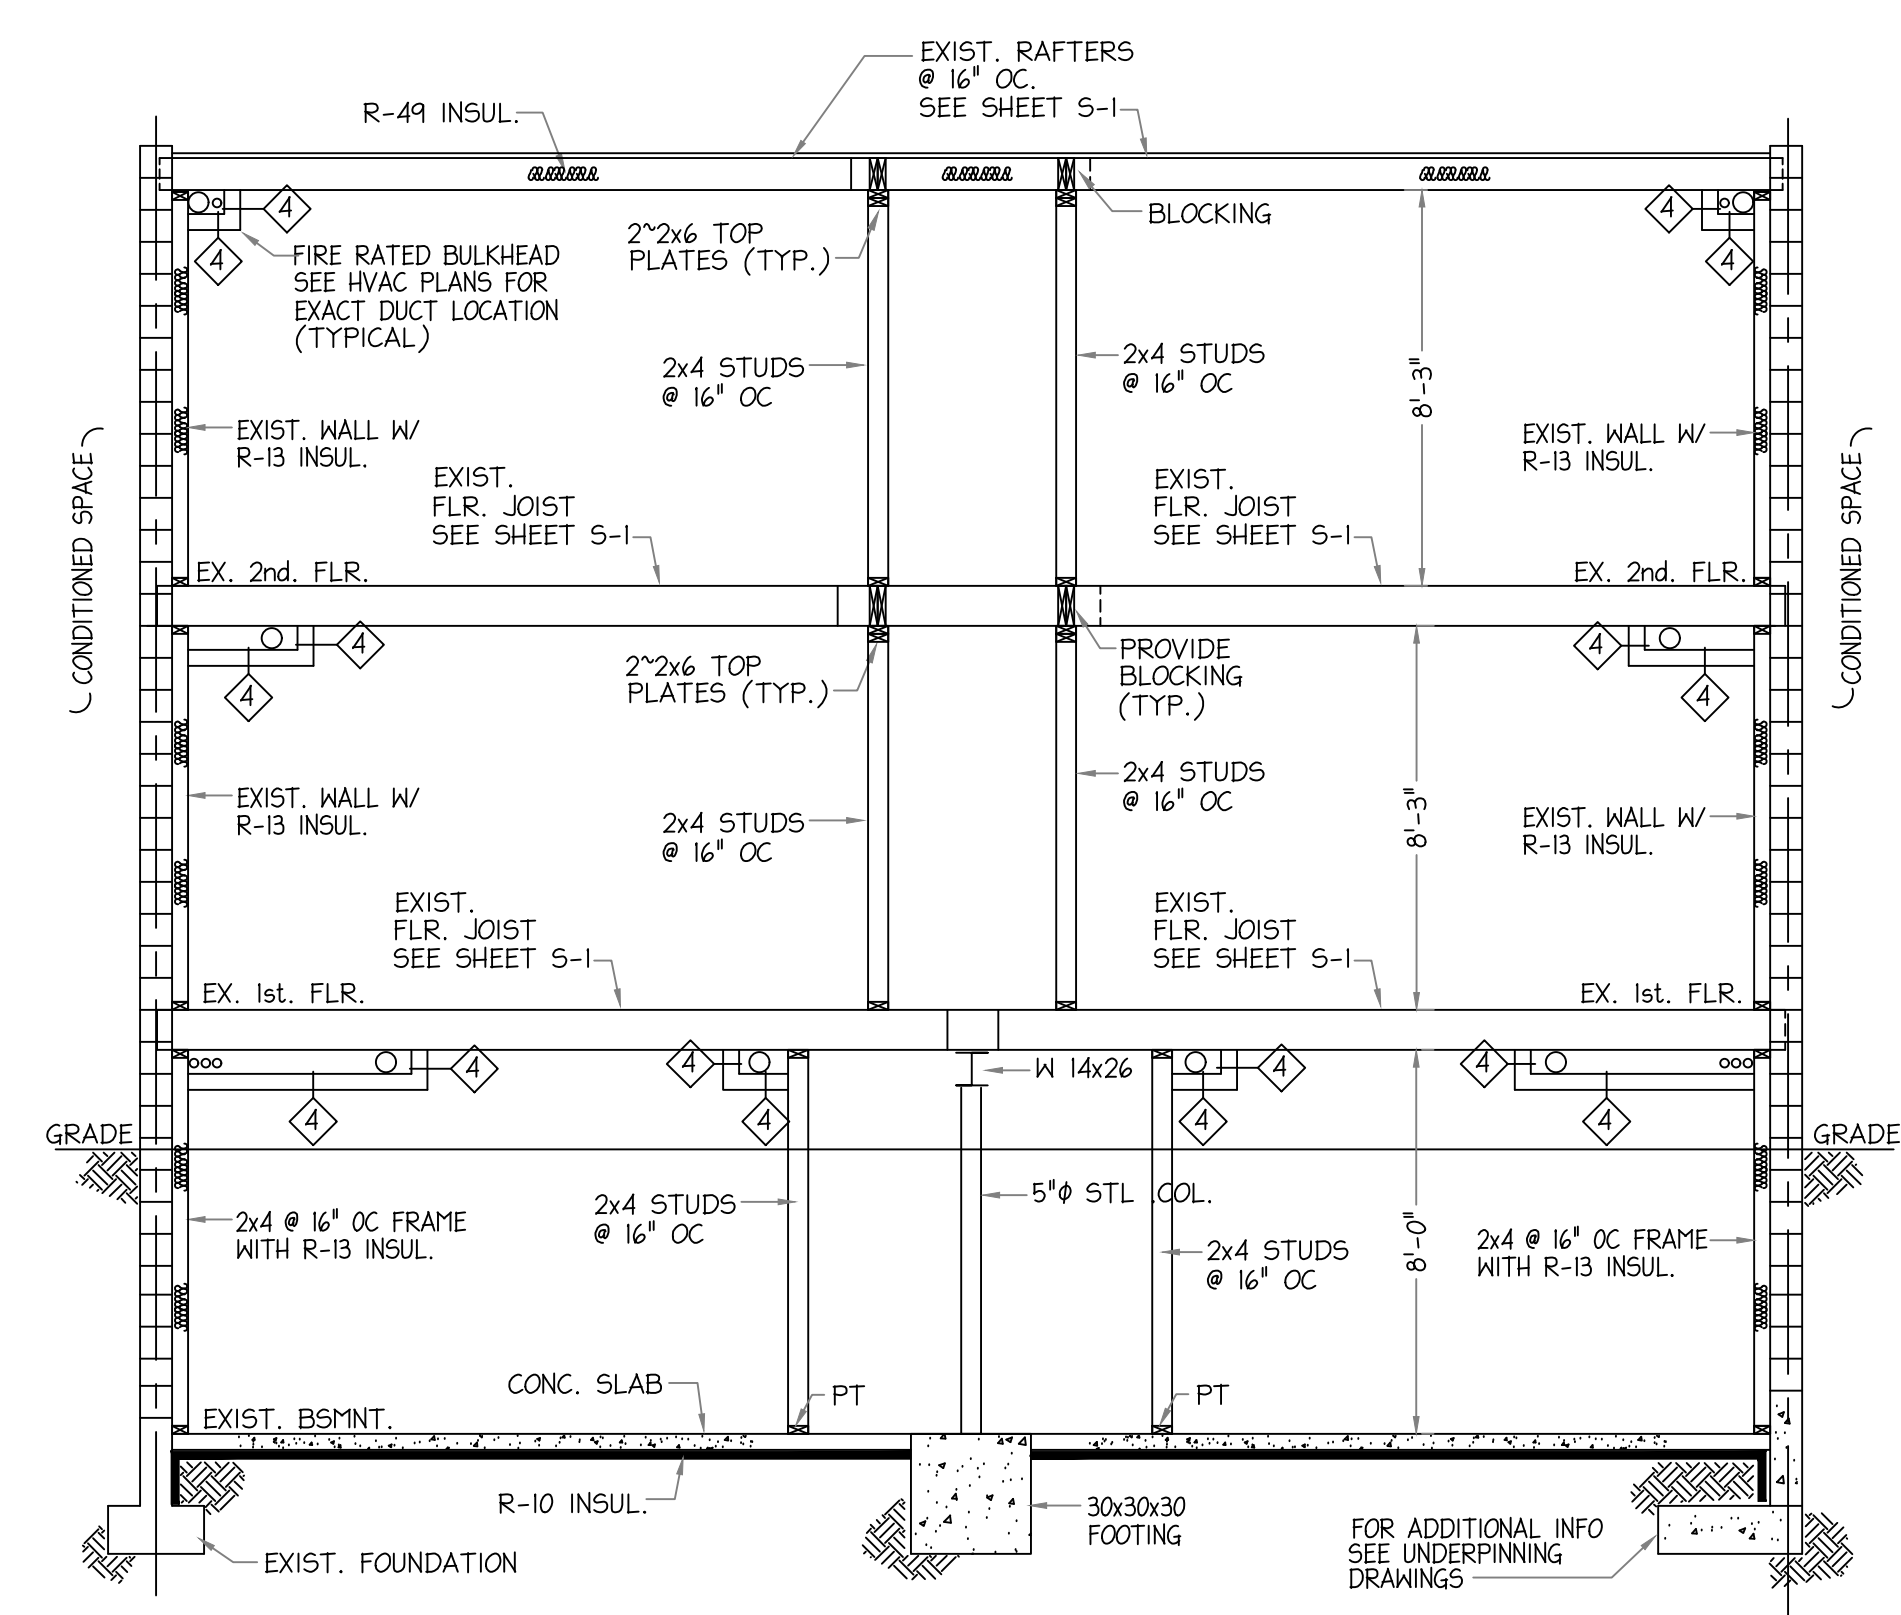 EXIST. RAFTERS
@ 16" OC.
SEE SHEET S-1
R-49 INSUL.
4
4
FIRE RATED BULKHEAD
SEE HVAC PLANS FOR
EXACT DUCT LOCATION
(TYPICAL)
2~2x6 TOP
PLATES (TYP.)
BLOCKING
4
4
2x4 STUDS
@ 16" OC
2x4 STUDS
@ 16" OC
8'-3"
EXIST. WALL W/
R-13 INSUL.
EXIST. WALL W/
R-13 INSUL.
CONDITIONED SPACE
CONDITIONED SPACE
EXIST.
FLR. JOIST
SEE SHEET S-1
EXIST.
FLR. JOIST
SEE SHEET S-1
EX. 2nd. FLR.
EX. 2nd. FLR.
4
4
2~2x6 TOP
PLATES (TYP.)
PROVIDE
BLOCKING
(TYP.)
4
4
EXIST. WALL W/
R-13 INSUL.
2x4 STUDS
@ 16" OC
2x4 STUDS
@ 16" OC
8'-3"
EXIST. WALL W/
R-13 INSUL.
EXIST.
FLR. JOIST
SEE SHEET S-1
EXIST.
FLR. JOIST
SEE SHEET S-1
EX. 1st. FLR.
EX. 1st. FLR.
4
4
4
4
W 14x26
4
4
4
4
GRADE
GRADE
2x4 @ 16" OC FRAME
WITH R-13 INSUL.
2x4 STUDS
@ 16" OC
5"ϕ STL .COL.
2x4 STUDS
@ 16" OC
8'-0"
2x4 @ 16" OC FRAME
WITH R-13 INSUL.
CONC. SLAB
PT
PT
EXIST. BSMNT.
R-10 INSUL.
30x30x30
FOOTING
EXIST. FOUNDATION
FOR ADDITIONAL INFO
SEE UNDERPINNING
DRAWINGS